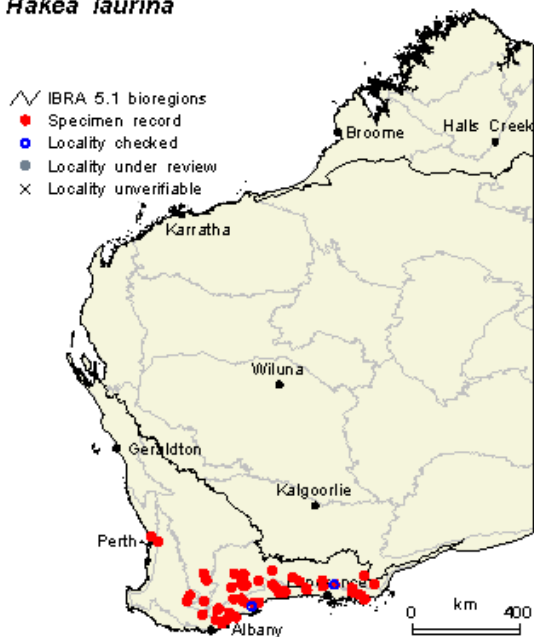 Hakea laurina
IBRA 5.1 bioregions
Specimen record
Locality checked
Locality under review
Locality unverifiable
Broome
Halls Creek
Karratha
Wiluna
Geraldton
Kalgoorlie
Perth
Albany
km
0 400